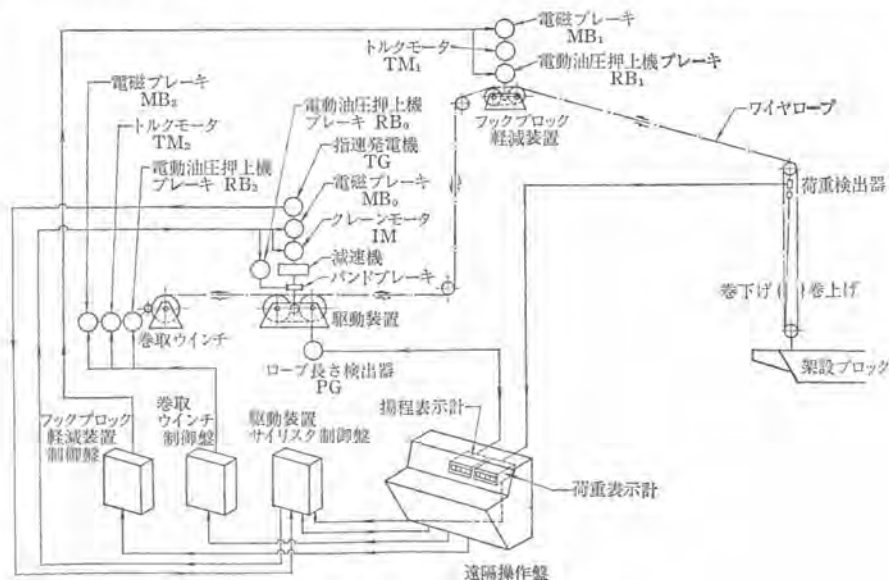 電磁ブレーキ
MB₁
トルクモータ
TM₁
電動油圧押上機ブレーキ
RB₁
フックブロック
軽減装置
ワイヤロープ
荷重検出器
巻下げ
巻上げ
架設ブロック
電磁ブレーキ
MB₂
トルクモータ
TM₂
電動油圧押上機
ブレーキ RB₂
電動油圧押上機
ブレーキ RB₀
指速発電機
TG
電磁ブレーキ
MB₀
クレーンモータ
IM
減速機
バンドブレーキ
巻取ウインチ
駆動装置
ロープ長さ検出器
PG
フックブロック
軽減装置
制御盤
巻取
ウインチ
制御盤
駆動装置
サイリスタ制御盤
揚程表示計
荷重表示計
遠隔操作盤